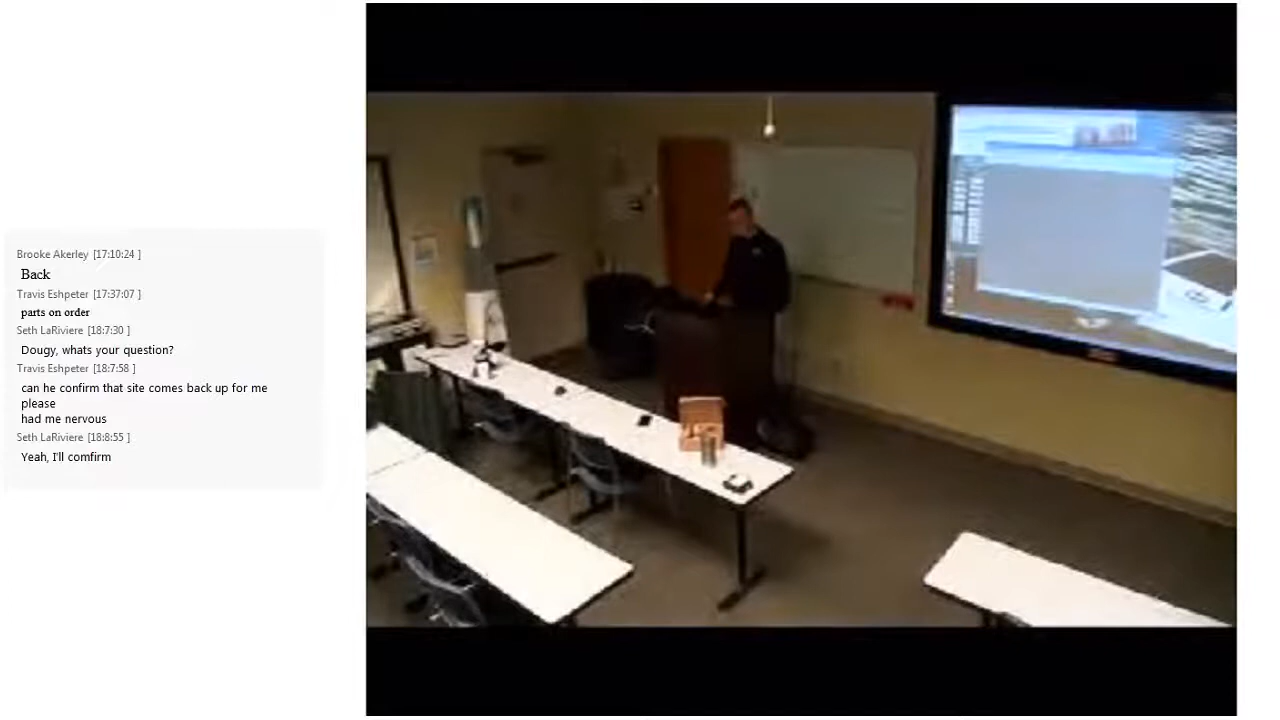 Brooke Akerley [17:10:24 ]
Back
Travis Eshpeter [17:37:07 ]
parts on order
Seth LaRiviere [18:7:30 ]
Dougy, whats your question?
Travis Eshpeter [18:7:58 ]
can he confirm that site comes back up for me
please
had me nervous
Seth LaRiviere [18:8:55 ]
Yeah, I'll comfirm